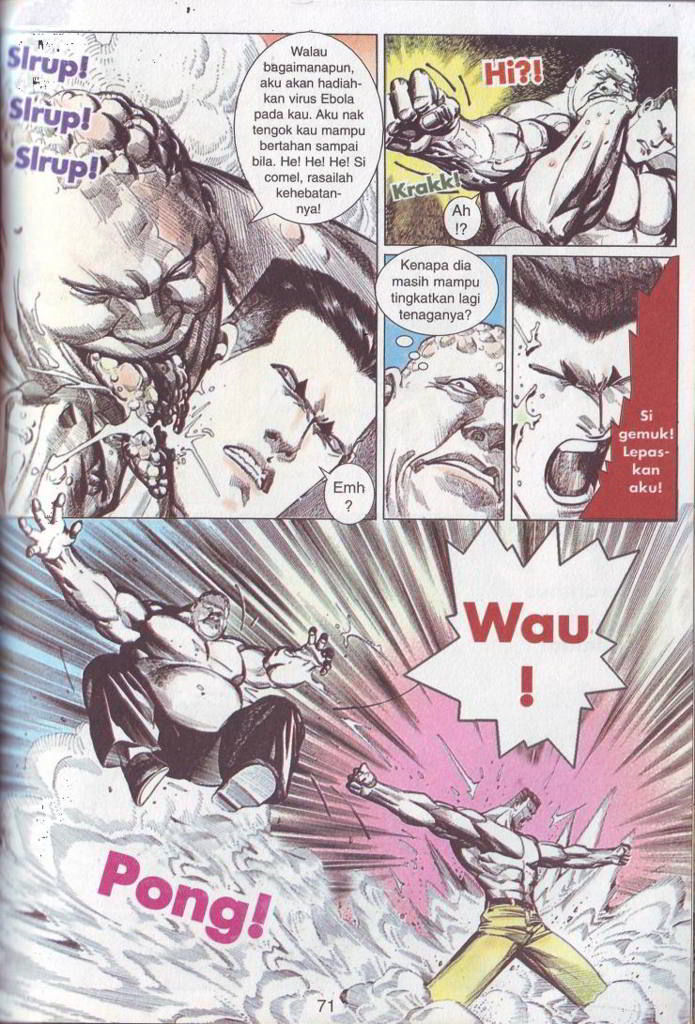 Slrup!
Slrup!
Slrup!
Walau
bagaimanapun,
aku akan hadiah-
kan virus Ebola
pada kau. Aku nak
tengok kau mampu
bertahan sampai
bila. He! He! He! Si
comel, rasailah
kehebatan-
nya!
Emh
?
Hi?!
Krakk!
Ah
!?
Kenapa dia
masih mampu
tingkatkan lagi
tenaganya?
Si
gemuk!
Lepas-
kan
aku!
Wau
!
Pong!
71